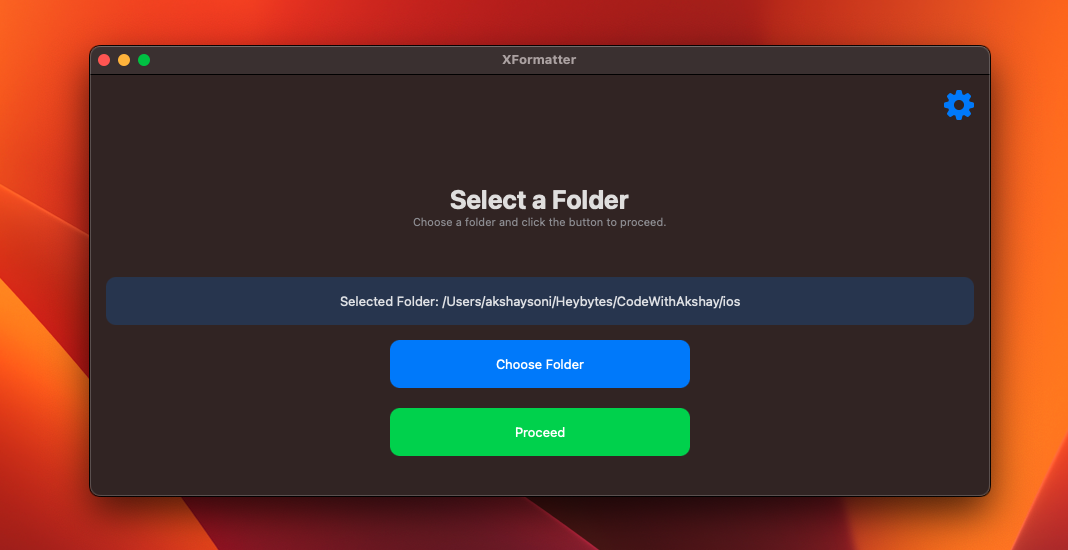 XFormatter
Select a Folder
Choose a folder and click the button to proceed.
Selected Folder: /Users/akshaysoni/Heybytes/CodeWithAkshay/ios
Choose Folder
Proceed